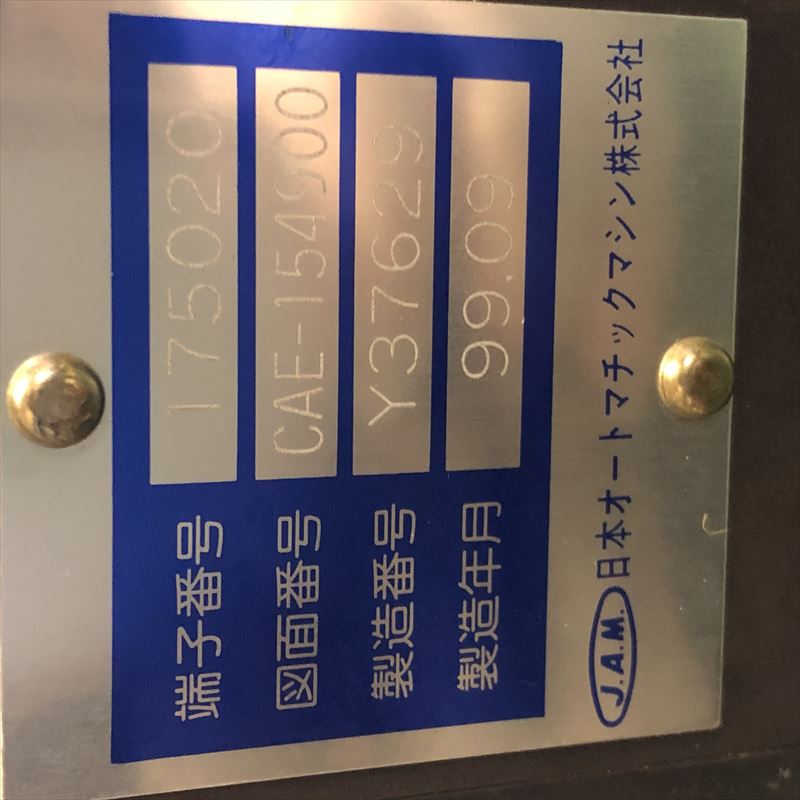 端子番号 175020
図面番号 CAE-154900
製造番号 Y37629
製造年月 99.09
J.A.M. 日本オートマチックマシン株式会社